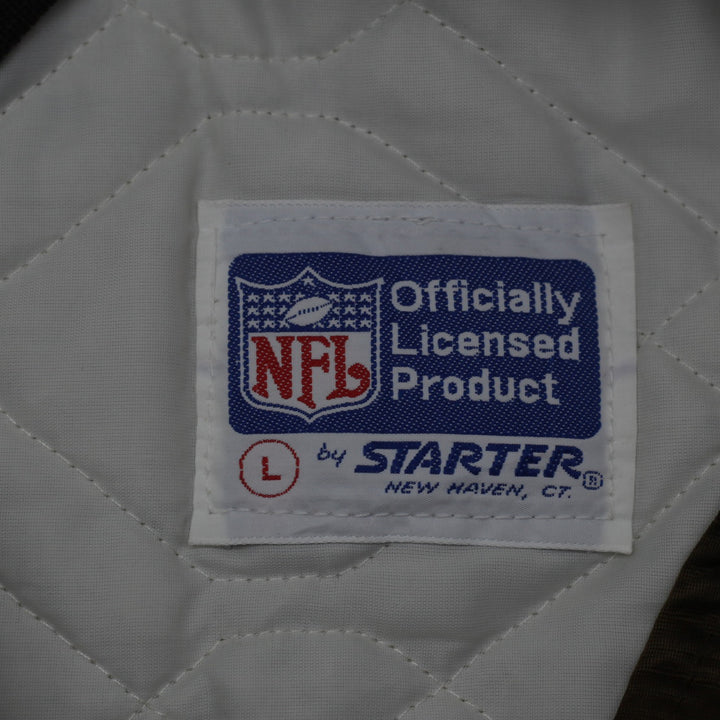 NFL
Officially
Licensed
Product
L
by STARTER®
NEW HAVEN, CT.